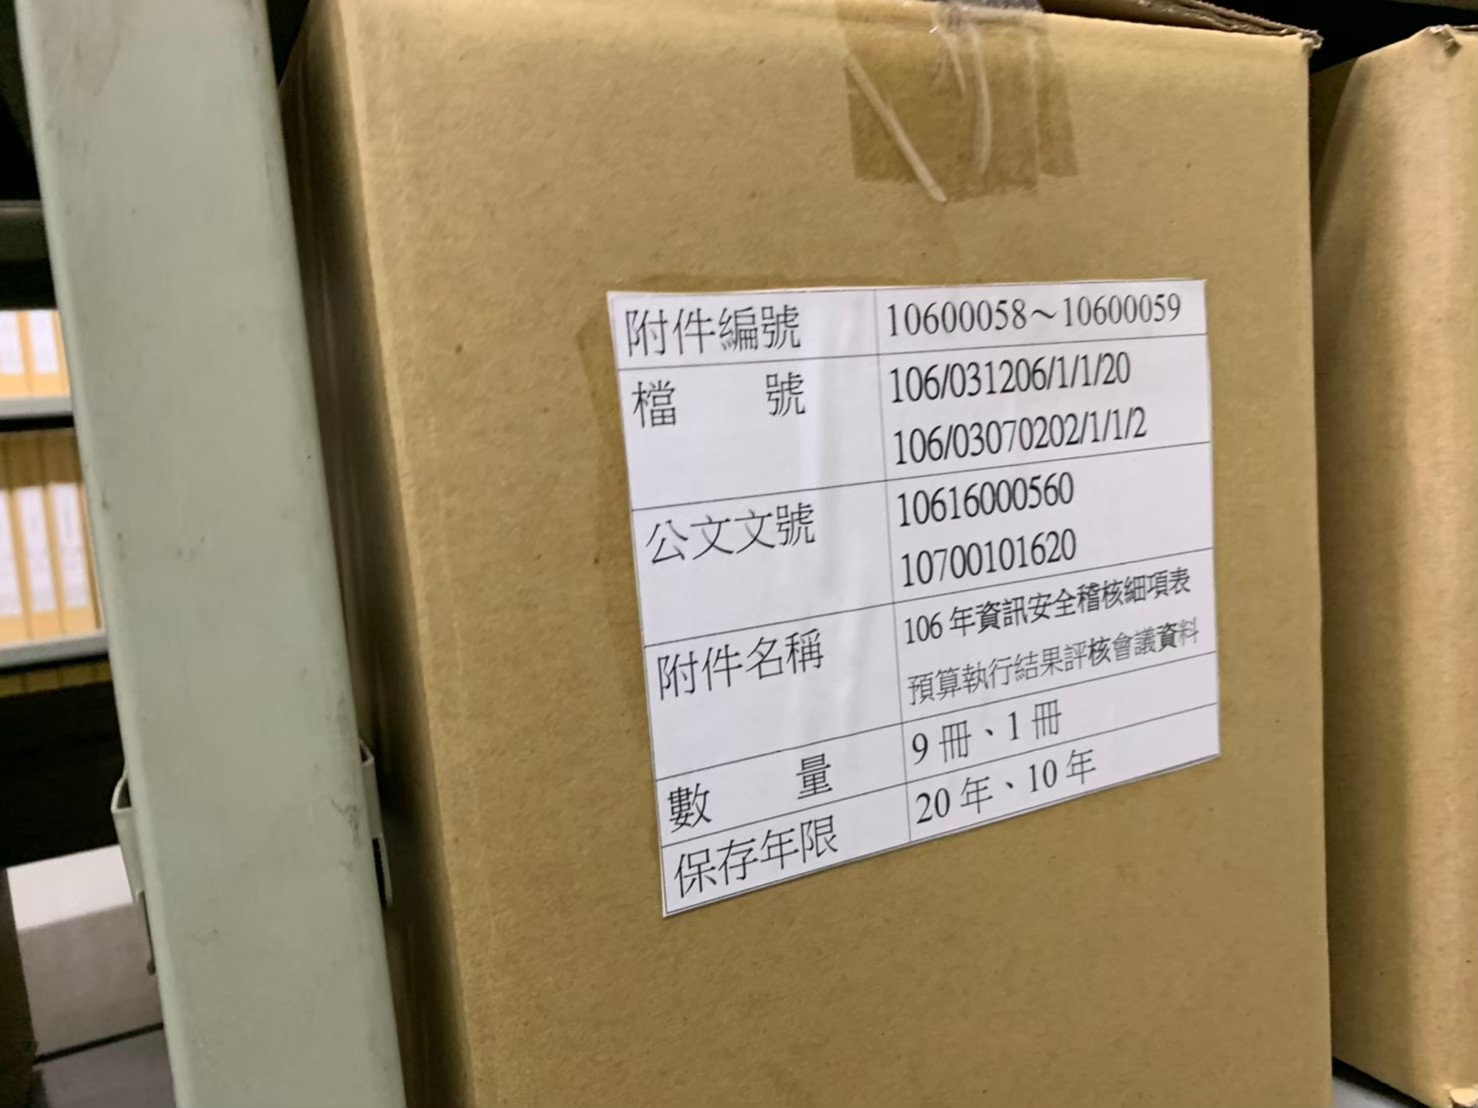 附件編號 10600058～10600059
檔號 106/031206/1/1/20
106/03070202/1/1/2
公文文號 10616000560
10700101620
附件名稱 106 年資訊安全稽核細項表
預算執行結果評核會議資料
數量 9 冊、1 冊
保存年限 20 年、10 年